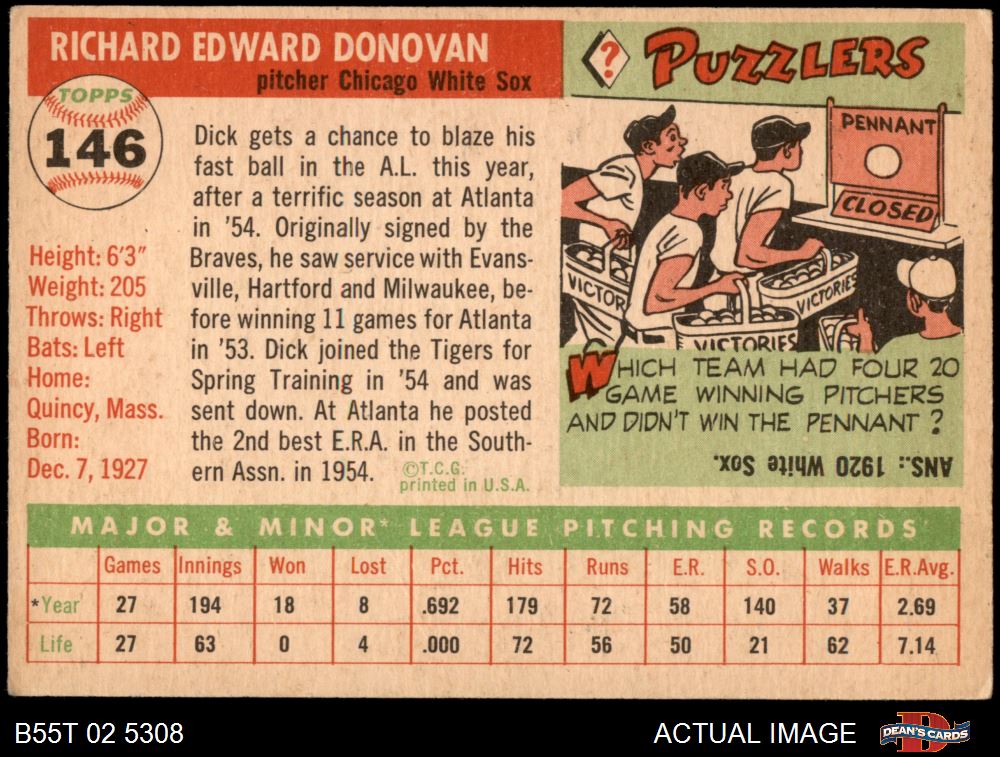 RICHARD EDWARD DONOVAN
pitcher Chicago White Sox
TOPPS
146
Height: 6'3"
Weight: 205
Throws: Right
Bats: Left
Home:
Quincy, Mass.
Born:
Dec. 7, 1927
Dick gets a chance to blaze his
fast ball in the A.L. this year,
after a terrific season at Atlanta
in '54. Originally signed by the
Braves, he saw service with Evans-
ville, Hartford and Milwaukee, be-
fore winning 11 games for Atlanta
in '53. Dick joined the Tigers for
Spring Training in '54 and was
sent down. At Atlanta he posted
the 2nd best E.R.A. in the South-
ern Assn. in 1954.
©T.C.G.
printed in U.S.A.
?
PUZZLERS
PENNANT
CLOSED
VICTOR
VICTORIES
VICTORIES
WHICH TEAM HAD FOUR 20
GAME WINNING PITCHERS
AND DIDN'T WIN THE PENNANT ?
ANS.: 1920 White Sox.
MAJOR & MINOR* LEAGUE PITCHING RECORDS
Games Innings Won Lost Pct. Hits Runs E.R. S.O. Walks E.R.Avg.
*Year 27 194 18 8 .692 179 72 58 140 37 2.69
Life 27 63 0 4 .000 72 56 50 21 62 7.14
B55T 02 5308
ACTUAL IMAGE
D
DEAN'S CARDS